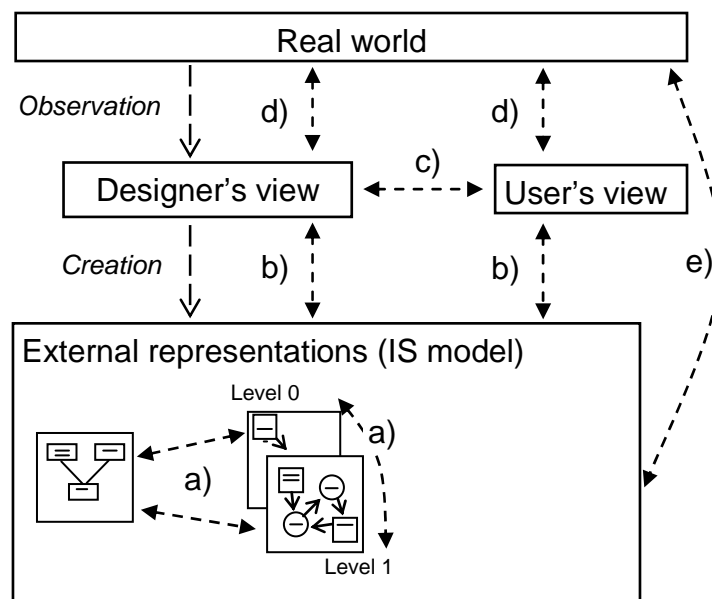 Real world
Observation
d)
d)
c)
Designer’s view
User’s view
Creation
b)
b)
e)
External representations (IS model)
Level 0
a)
a)
Level 1